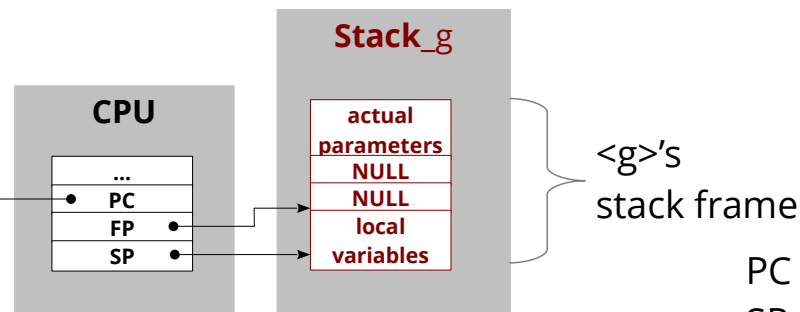 Stack_g
CPU
actual
parameters
NULL
NULL
local
variables
...
PC
FP
SP
<g>’s
stack frame
PC